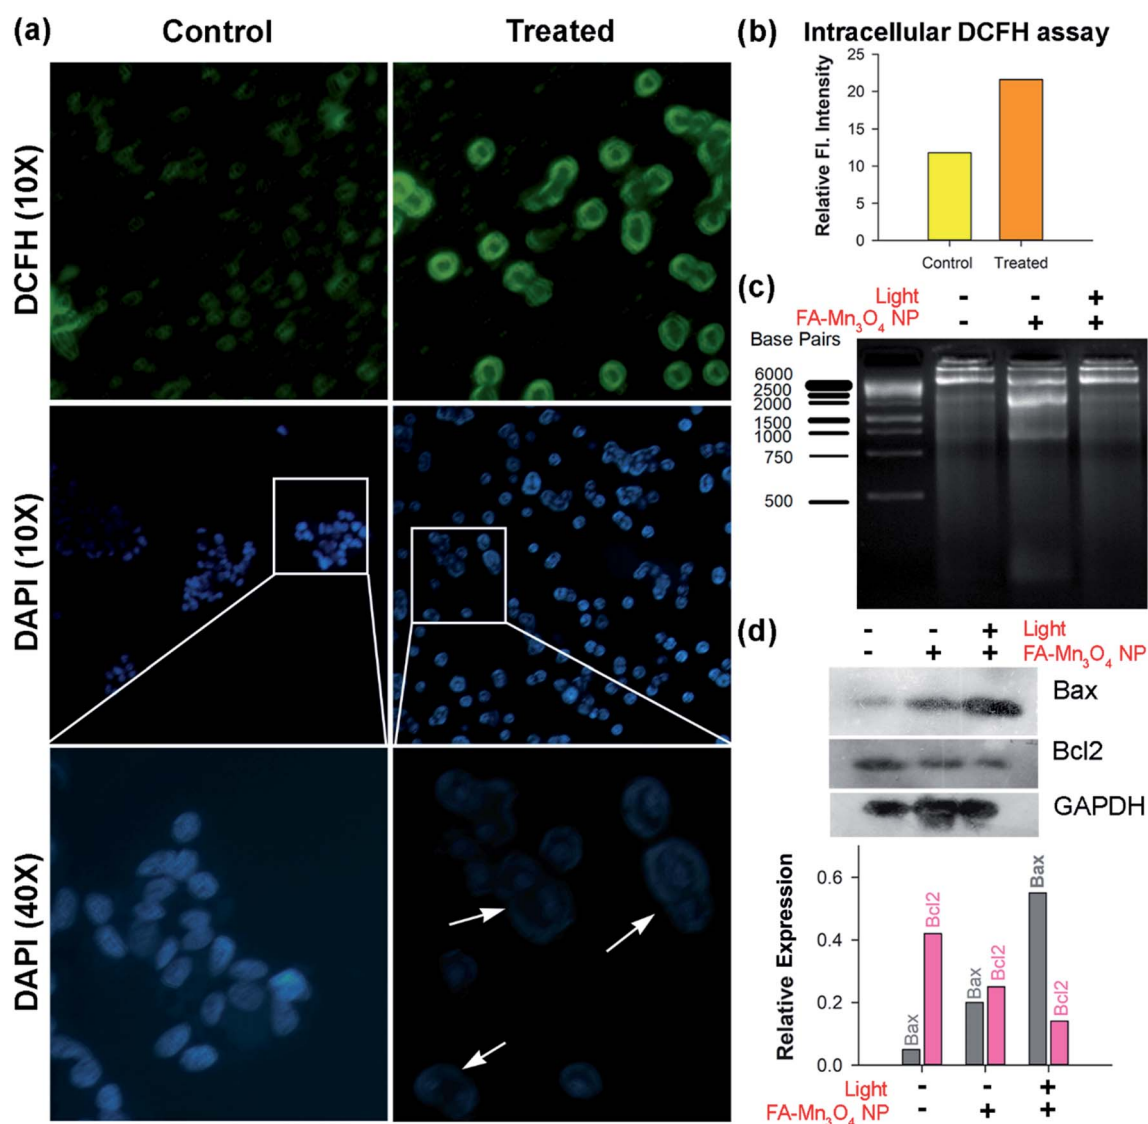 (a) Control Treated
DCFH (10X)
DAPI (10X)
DAPI (40X)
(b) Intracellular DCFH assay
Relative Fl. Intensity
25
20
15
10
5
0
Control Treated
(c)
Light - - +
FA-Mn₃O₄ NP - + +
Base Pairs
6000
2500
2000
1500
1000
750
500
(d)
- - + Light
- + + FA-Mn₃O₄ NP
Bax
Bcl2
GAPDH
Relative Expression
0.6
0.4
0.2
0.0
Bax Bcl2 Bax Bcl2 Bax Bcl2
Light - - +
FA-Mn₃O₄ NP - + +